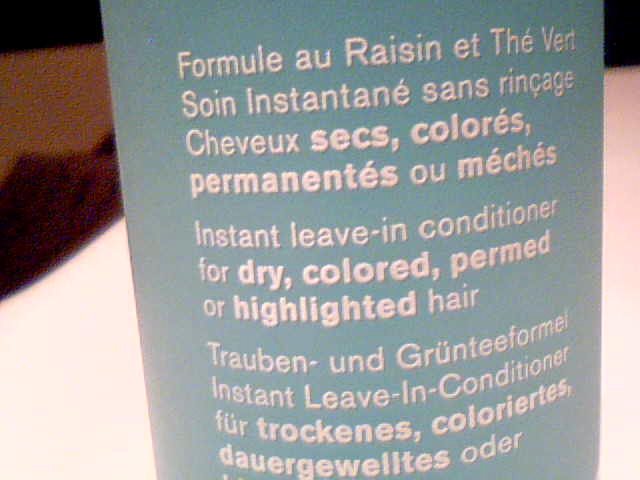 Formule au Raisin et Thé Vert
Soin Instantané sans rinçage
Cheveux secs, colorés,
permanentés ou méchés
Instant leave-in conditioner
for dry, colored, permed
or highlighted hair
Trauben- und Grünteeformel
Instant Leave-In-Conditioner
für trockenes, coloriertes,
dauergewelltes oder